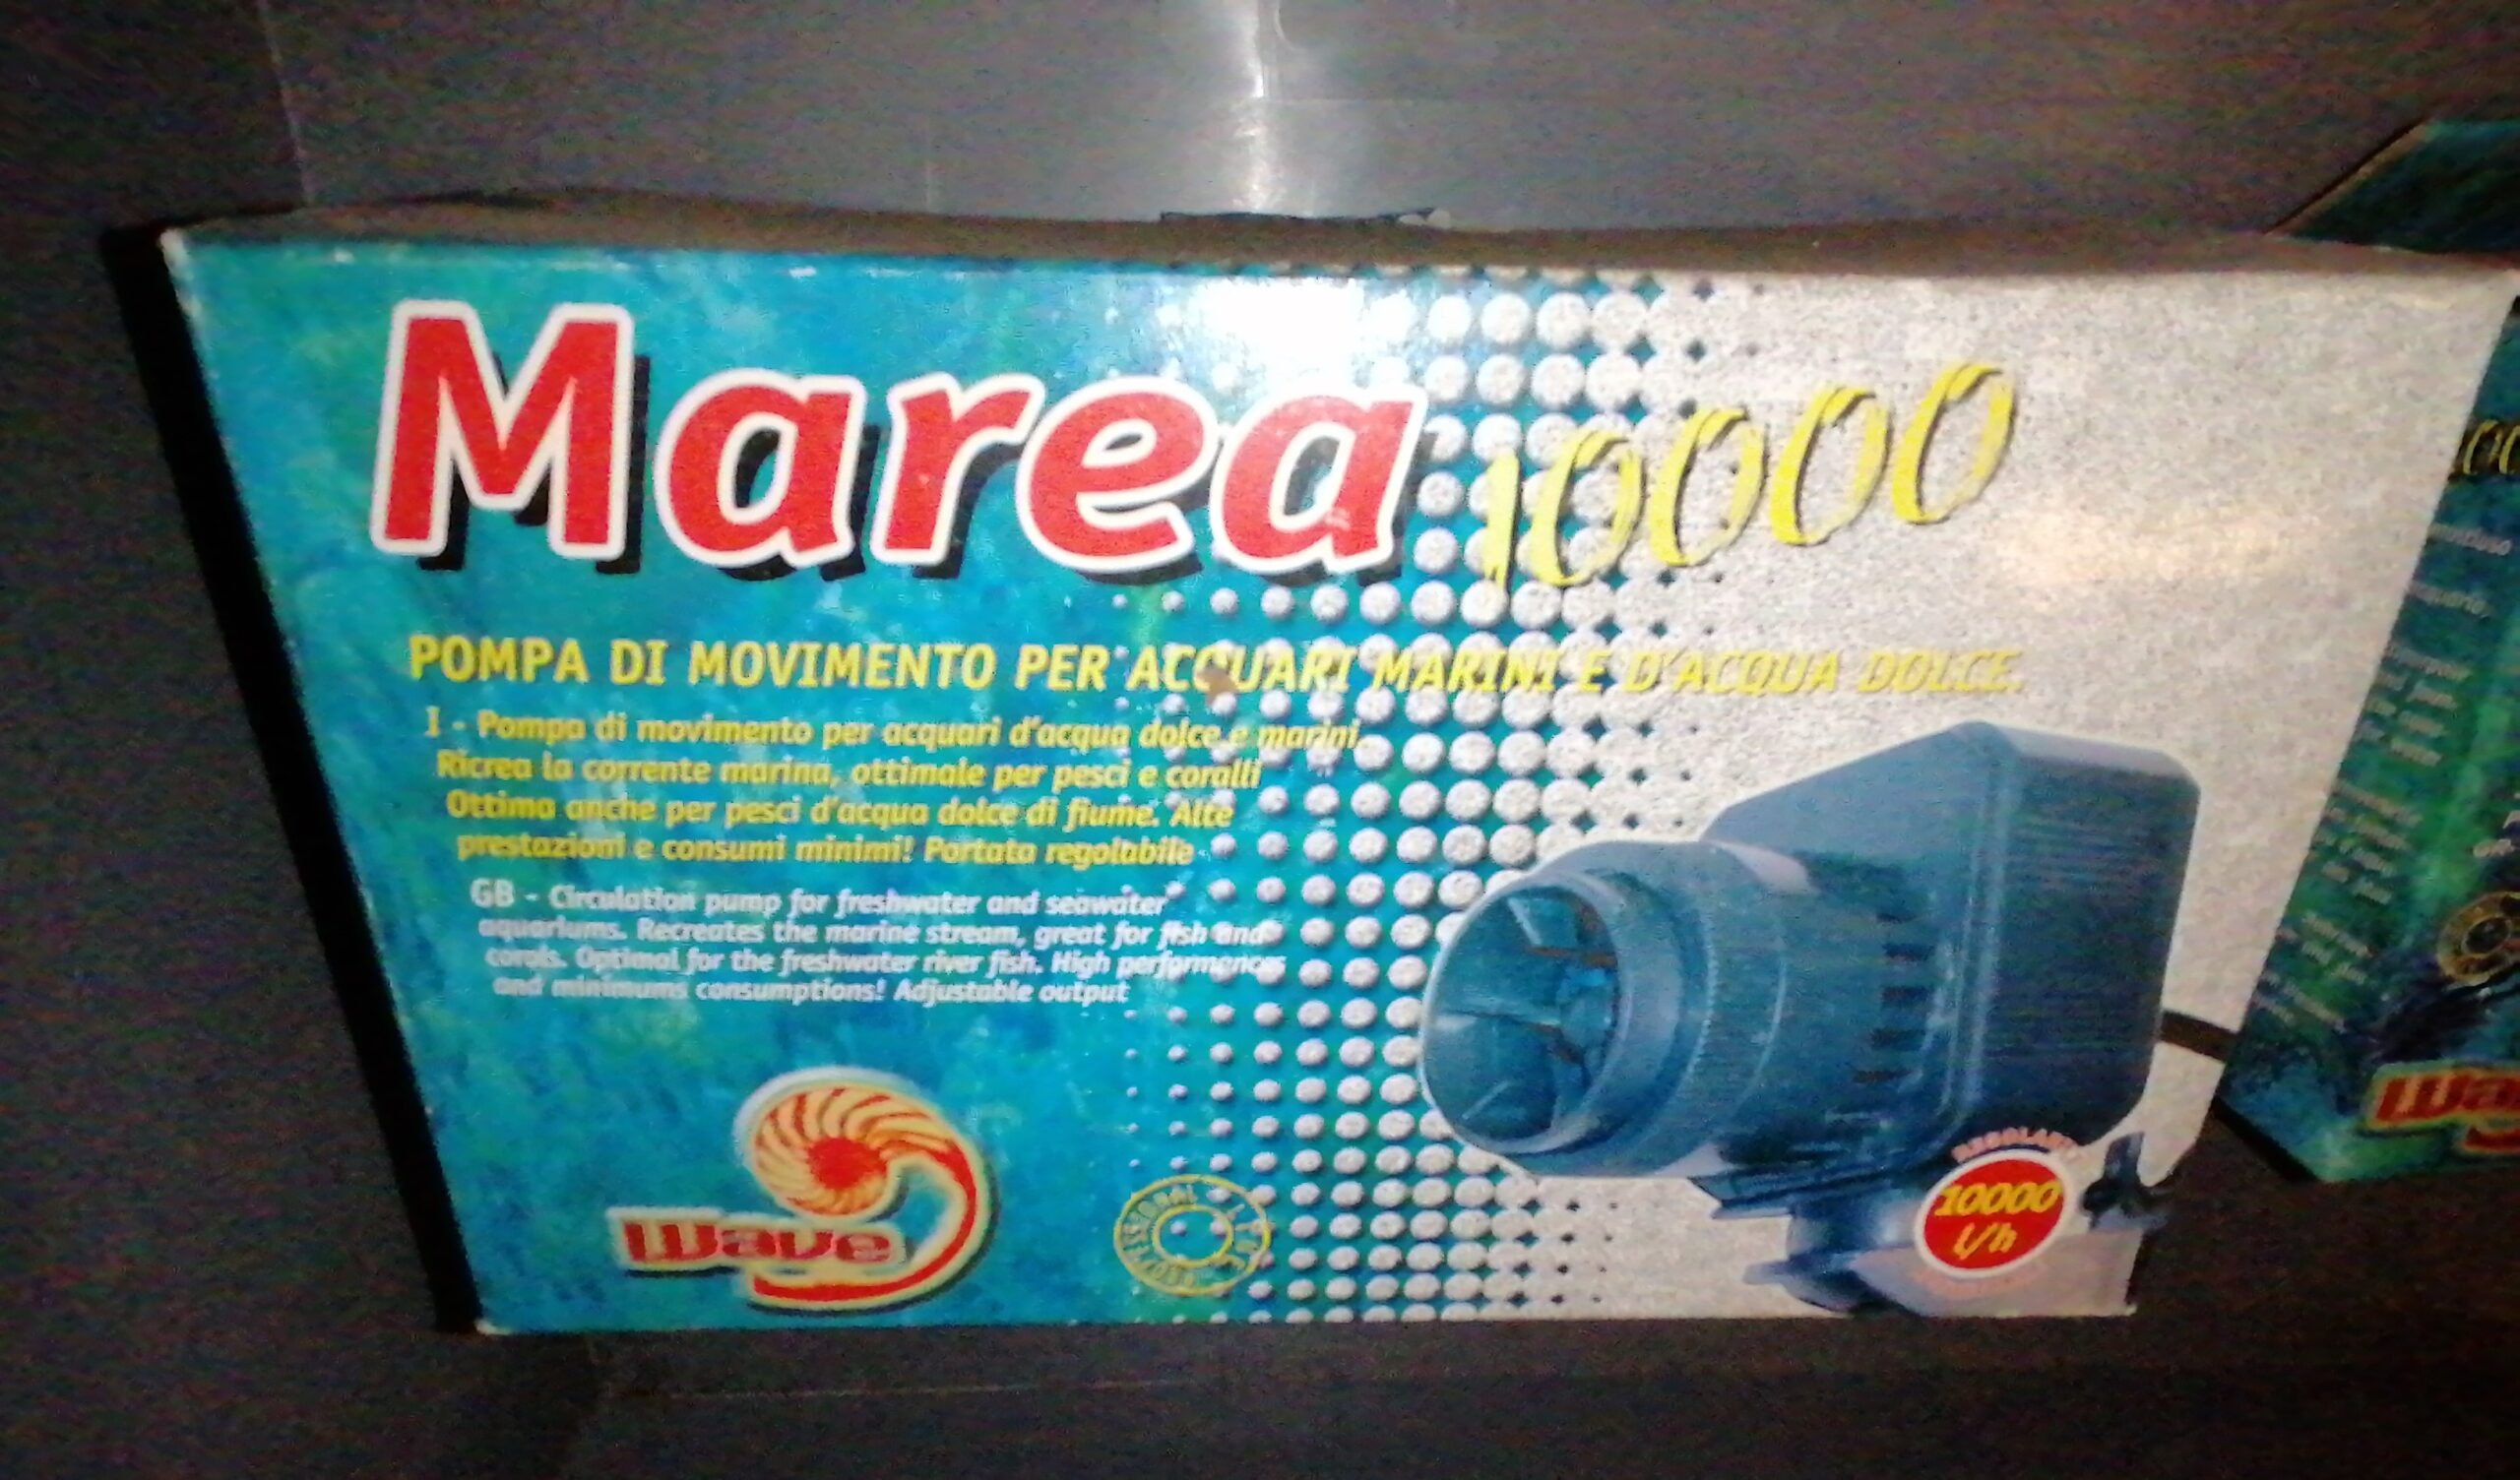 Marea 10000
POMPA DI MOVIMENTO PER ACQUARI MARINI E D'ACQUA DOLCE.
I - Pompa di movimento per acquari d'acqua dolce e marini.
Ricrea la corrente marina, ottimale per pesci e coralli
Ottima anche per pesci d'acqua dolce di fiume. Alte
prestazioni e consumi minimi! Portata regolabile
GB - Circulation pump for freshwater and seawater
aquariums. Recreates the marine stream, great for fish and
corals. Optimal for the freshwater river fish. High performances
and minimums consumptions! Adjustable output
Wave
PROFESSIONAL LINE
10000
l/h